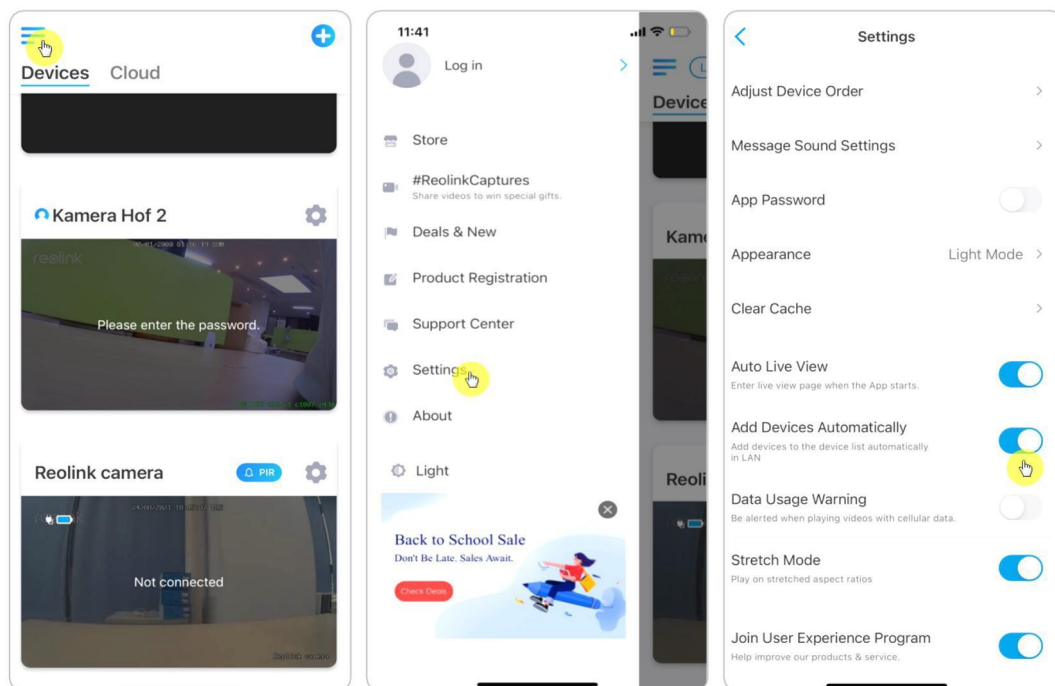 Devices Cloud
Kamera Hof 2
reolink
Please enter the password.
Reolink camera
PIR
Not connected
11:41
Log in
Store
#ReolinkCaptures
Share videos to win special gifts.
Deals & New
Product Registration
Support Center
Settings
About
Light
Back to School Sale
Don't Be Late. Sales Await.
Check Deals
L
Device
Kame
Reoli
Settings
Adjust Device Order
Message Sound Settings
App Password
Appearance Light Mode
Clear Cache
Auto Live View
Enter live view page when the App starts.
Add Devices Automatically
Add devices to the device list automatically
in LAN
Data Usage Warning
Be alerted when playing videos with cellular data.
Stretch Mode
Play on stretched aspect ratios
Join User Experience Program
Help improve our products & service.